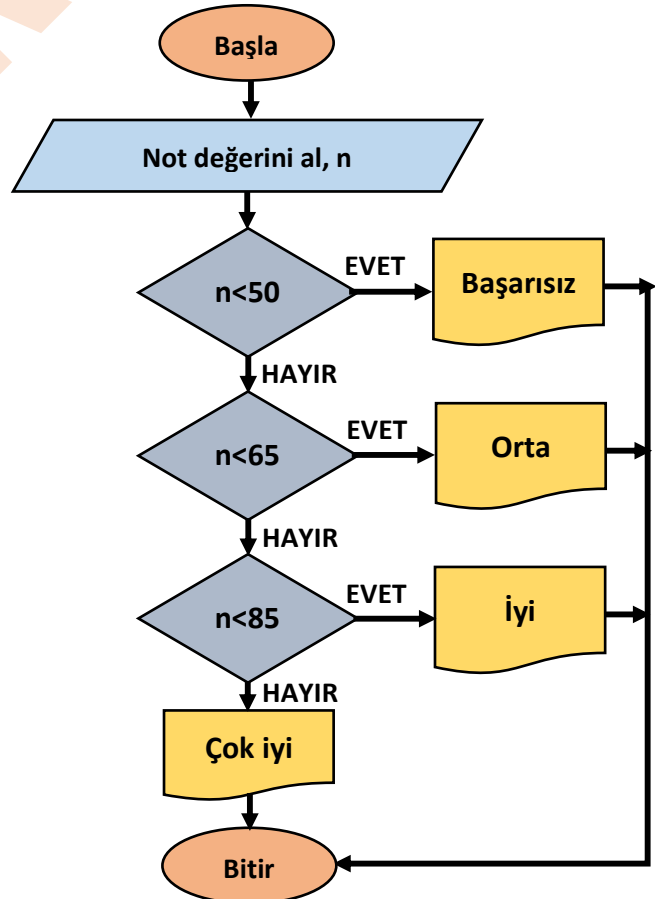 Başla
Not değerini al, n
n<50
EVET
Başarısız
HAYIR
n<65
EVET
Orta
HAYIR
n<85
EVET
İyi
HAYIR
Çok iyi
Bitir